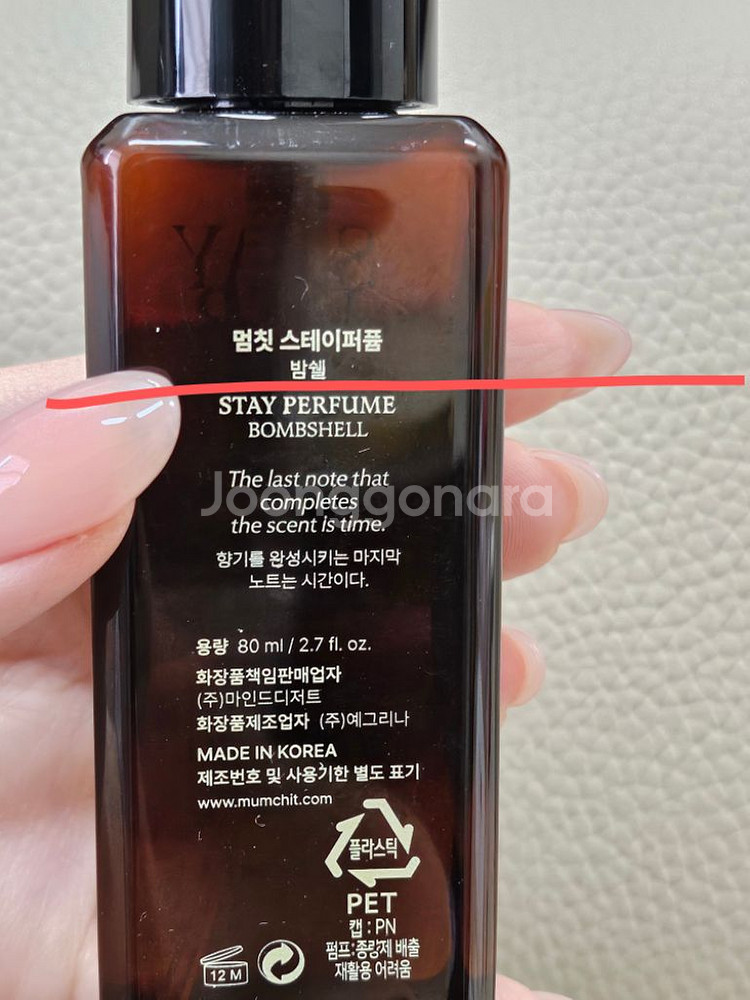 멈칫 스테이퍼퓸
밤쉘
STAY PERFUME
BOMBSHELL
The last note that
completes
the scent is time.
Joonggonara
향기를 완성시키는 마지막
노트는 시간이다.
용량 80 ml / 2.7 fl. oz.
화장품책임판매업자
(주)마인드디저트
화장품제조업자 (주)예그리나
MADE IN KOREA
제조번호 및 사용기한 별도 표기
www.mumchit.com
플라스틱
PET
캡 : PN
펌프:종량제 배출
재활용 어려움
12 M